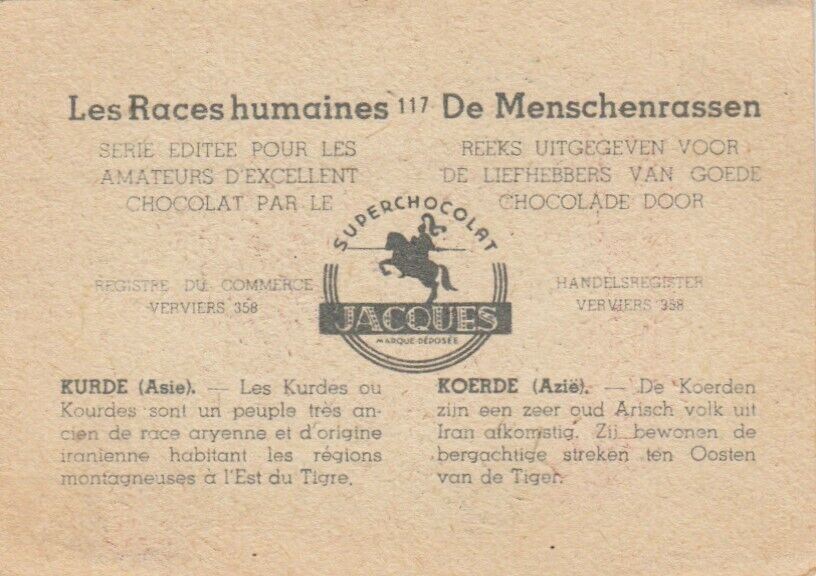 Les Races humaines 117 De Menschenrassen
SERIE EDITEE POUR LES
AMATEURS D'EXCELLENT
CHOCOLAT PAR LE
REEKS UITGEGEVEN VOOR
DE LIEFHEBBERS VAN GOEDE
CHOCOLADE DOOR
SUPERCHOCOLAT
JACQUES
MARQUE DÉPOSÉE
REGISTRE DU COMMERCE
VERVIERS 358
HANDELSREGISTER
VERVIERS 358
KURDE (Asie). — Les Kurdes ou
Kourdes sont un peuple très an-
cien de race aryenne et d'origine
iranienne habitant les régions
montagneuses à l'Est du Tigre.
KOERDE (Azië). — De Koerden
zijn een zeer oud Arisch volk uit
Iran afkomstig. Zij bewonen de
bergachtige streken ten Oosten
van de Tiger.